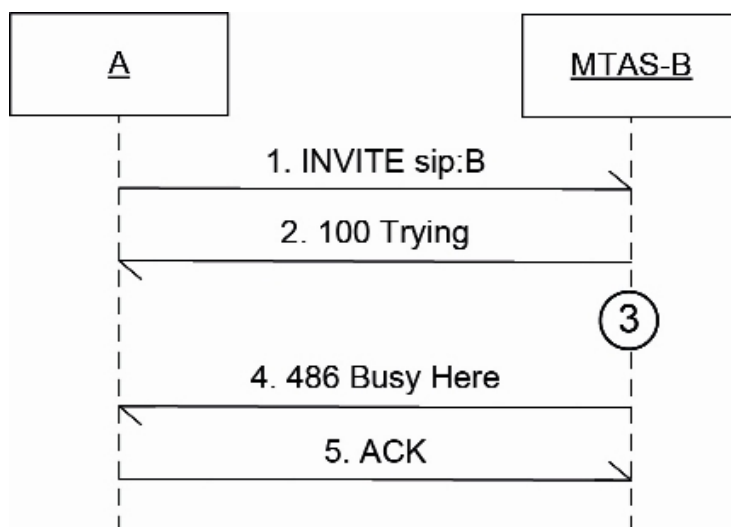 A
MTAS-B
1. INVITE sip:B
2. 100 Trying
3
4. 486 Busy Here
5. ACK